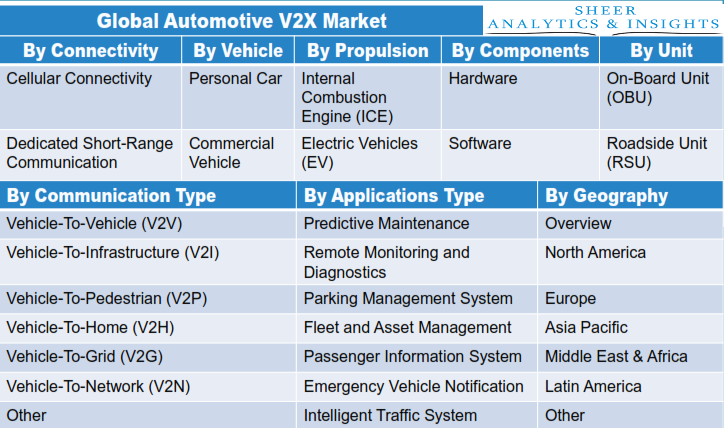 Global Automotive V2X Market
SHEER
ANALYTICS & INSIGHTS
By Connectivity By Vehicle By Propulsion By Components By Unit
Cellular Connectivity Personal Car Internal Combustion Engine (ICE) Hardware On-Board Unit (OBU)
Dedicated Short-Range Communication Commercial Vehicle Electric Vehicles (EV) Software Roadside Unit (RSU)
By Communication Type By Applications Type By Geography
Vehicle-To-Vehicle (V2V) Predictive Maintenance Overview
Vehicle-To-Infrastructure (V2I) Remote Monitoring and Diagnostics North America
Vehicle-To-Pedestrian (V2P) Parking Management System Europe
Vehicle-To-Home (V2H) Fleet and Asset Management Asia Pacific
Vehicle-To-Grid (V2G) Passenger Information System Middle East & Africa
Vehicle-To-Network (V2N) Emergency Vehicle Notification Latin America
Other Intelligent Traffic System Other